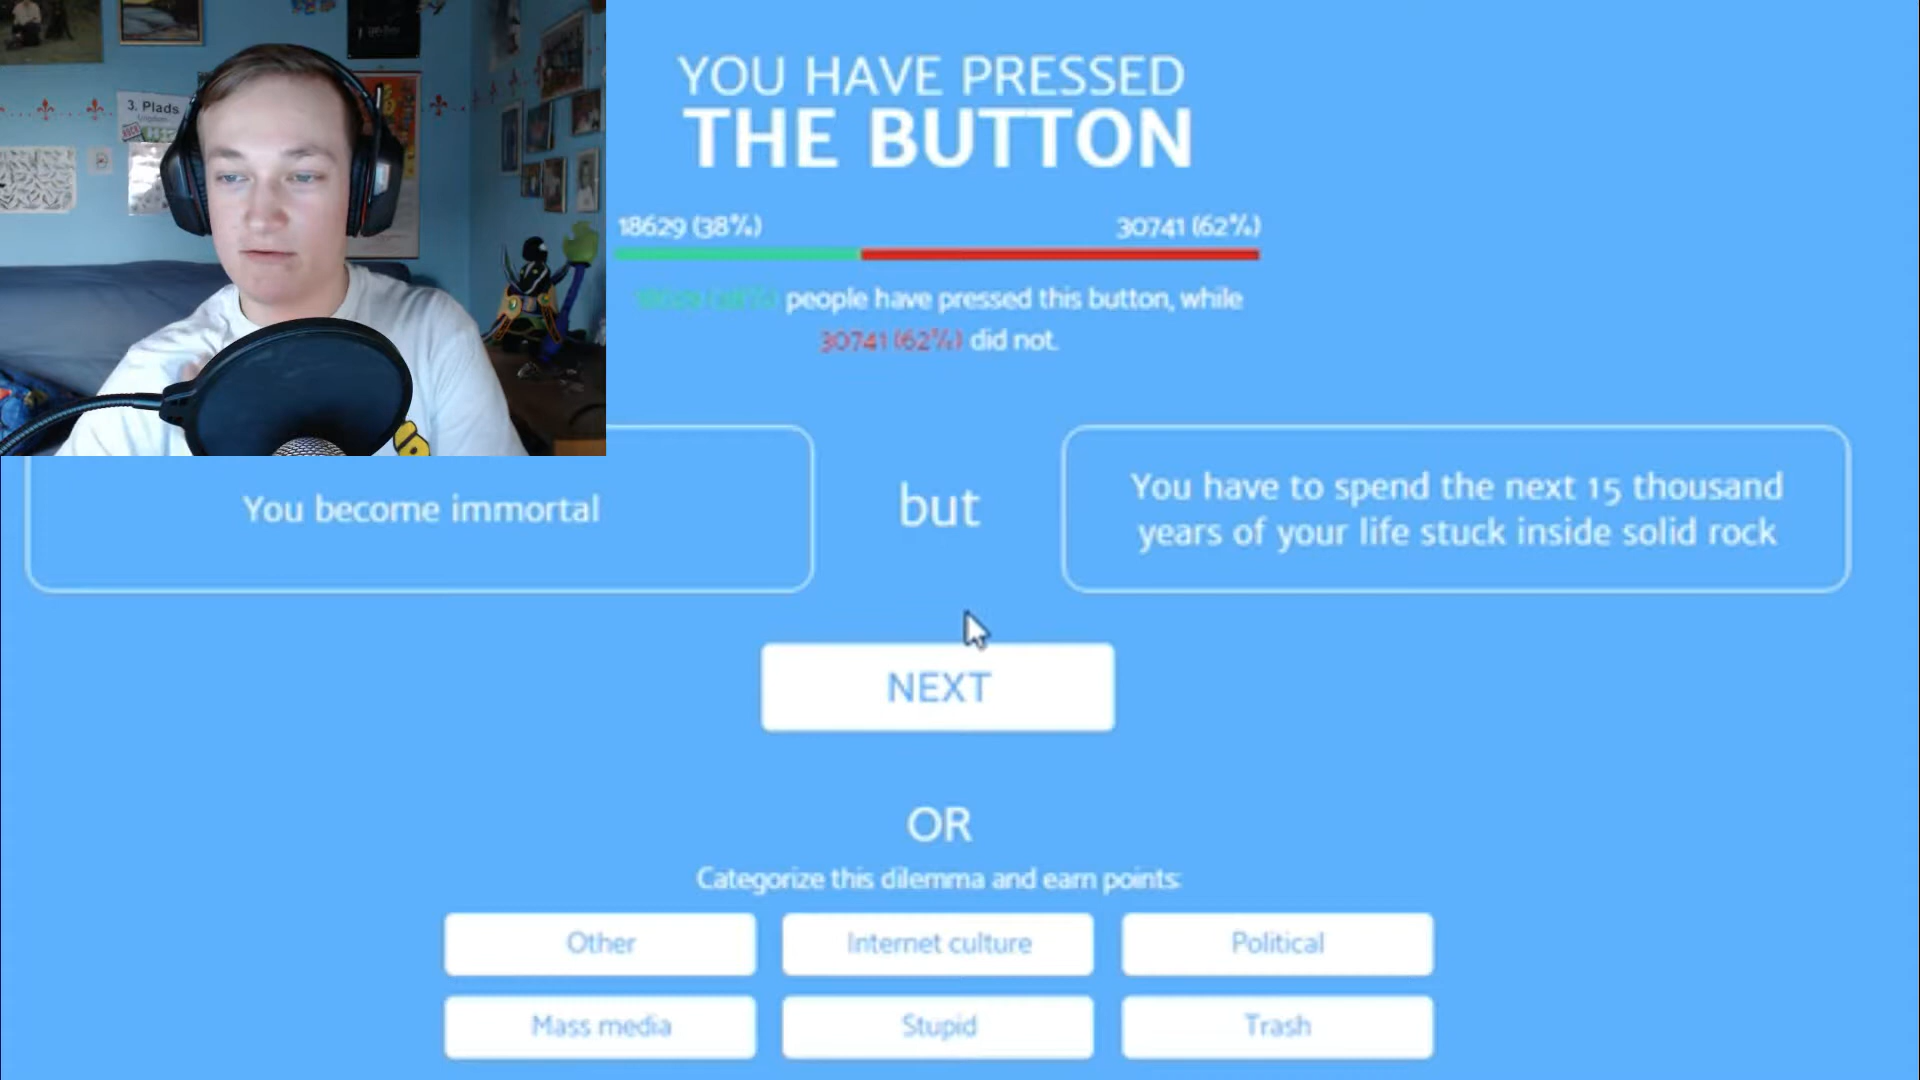 3. Plads
YOU HAVE PRESSED
THE BUTTON
18629 (38%)
30741 (62%)
18629 (38%) people have pressed this button, while
30741 (62%) did not.
You become immortal
but
You have to spend the next 15 thousand
years of your life stuck inside solid rock
NEXT
OR
Categorize this dilemma and earn points:
Other
Internet culture
Political
Mass media
Stupid
Trash